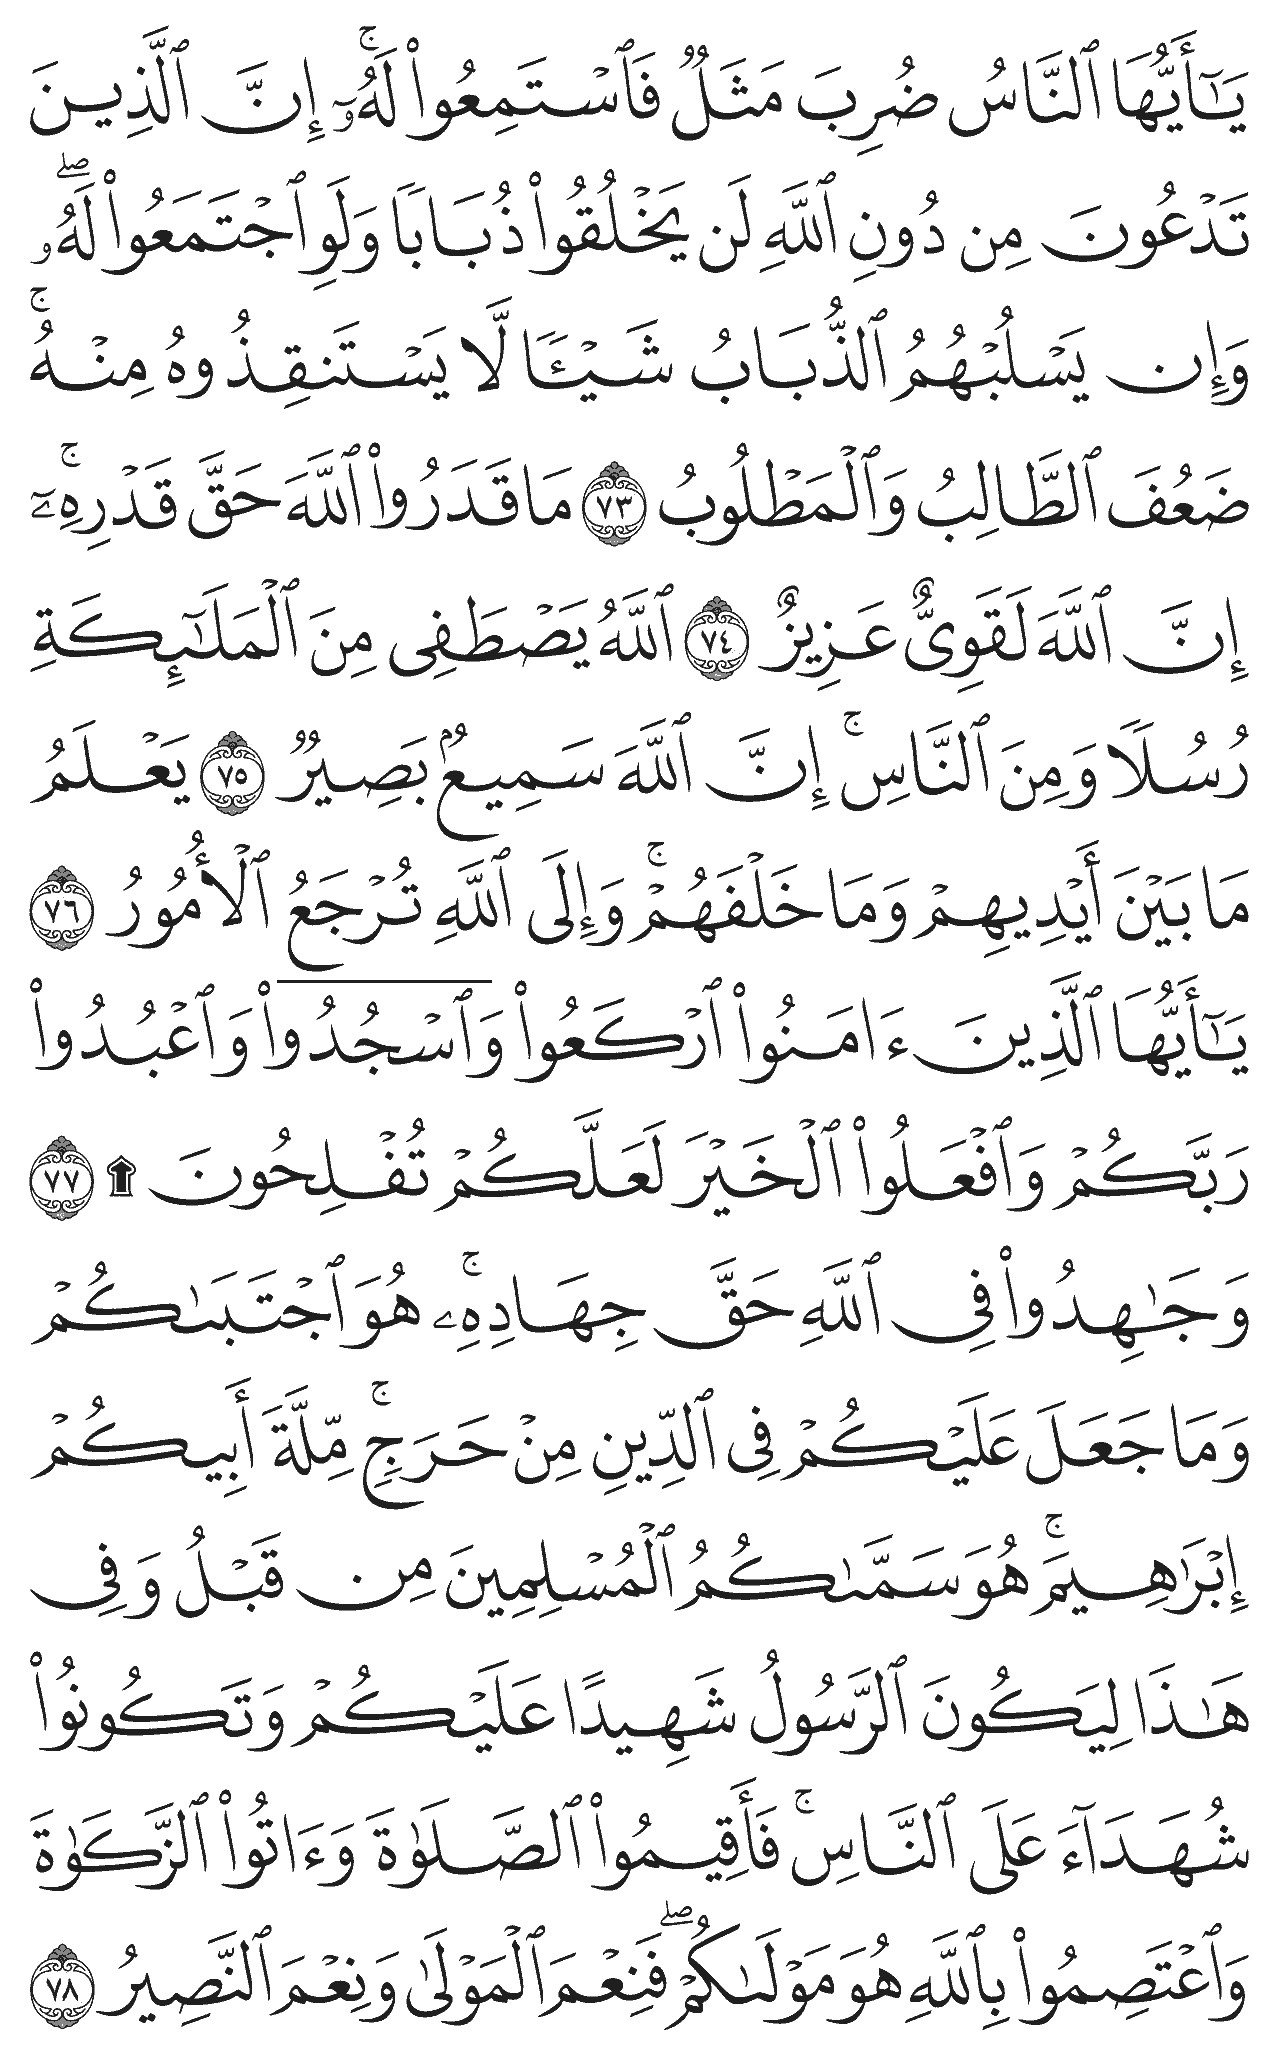 يَـٰٓأَيُّهَا ٱلنَّاسُ ضُرِبَ مَثَلٌ فَٱسْتَمِعُوا۟ لَهُۥٓ ۚ إِنَّ ٱلَّذِينَ
تَدْعُونَ مِن دُونِ ٱللَّهِ لَن يَخْلُقُوا۟ ذُبَابًا وَلَوِ ٱجْتَمَعُوا۟ لَهُۥ ۖ
وَإِن يَسْلُبْهُمُ ٱلذُّبَابُ شَيْـًٔا لَّا يَسْتَنقِذُوهُ مِنْهُ ۚ
ضَعُفَ ٱلطَّالِبُ وَٱلْمَطْلُوبُ ٧٣ مَا قَدَرُوا۟ ٱللَّهَ حَقَّ قَدْرِهِۦٓ ۚ
إِنَّ ٱللَّهَ لَقَوِىٌّ عَزِيزٌ ٧٤ ٱللَّهُ يَصْطَفِى مِنَ ٱلْمَلَـٰٓئِكَةِ
رُسُلًا وَمِنَ ٱلنَّاسِ ۚ إِنَّ ٱللَّهَ سَمِيعٌۢ بَصِيرٌ ٧٥ يَعْلَمُ
مَا بَيْنَ أَيْدِيهِمْ وَمَا خَلْفَهُمْ ۗ وَإِلَى ٱللَّهِ تُرْجَعُ ٱلْأُمُورُ ٧٦
يَـٰٓأَيُّهَا ٱلَّذِينَ ءَامَنُوا۟ ٱرْكَعُوا۟ وَٱسْجُدُوا۟ وَٱعْبُدُوا۟
رَبَّكُمْ وَٱفْعَلُوا۟ ٱلْخَيْرَ لَعَلَّكُمْ تُفْلِحُونَ ۩ ٧٧
وَجَـٰهِدُوا۟ فِى ٱللَّهِ حَقَّ جِهَادِهِۦ ۚ هُوَ ٱجْتَبَىٰكُمْ
وَمَا جَعَلَ عَلَيْكُمْ فِى ٱلدِّينِ مِنْ حَرَجٍ ۚ مِّلَّةَ أَبِيكُمْ
إِبْرَٰهِيمَ ۚ هُوَ سَمَّىٰكُمُ ٱلْمُسْلِمِينَ مِن قَبْلُ وَفِى
هَـٰذَا لِيَكُونَ ٱلرَّسُولُ شَهِيدًا عَلَيْكُمْ وَتَكُونُوا۟
شُهَدَآءَ عَلَى ٱلنَّاسِ ۚ فَأَقِيمُوا۟ ٱلصَّلَوٰةَ وَءَاتُوا۟ ٱلزَّكَوٰةَ
وَٱعْتَصِمُوا۟ بِٱللَّهِ هُوَ مَوْلَىٰكُمْ ۖ فَنِعْمَ ٱلْمَوْلَىٰ وَنِعْمَ ٱلنَّصِيرُ ٧٨